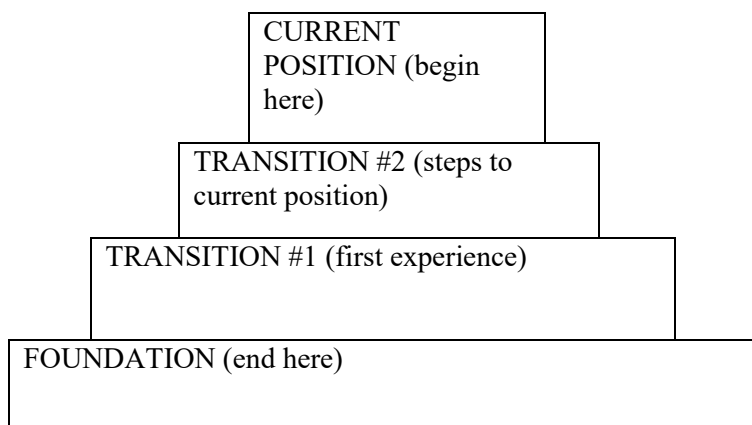 CURRENT
POSITION (begin
here)
TRANSITION #2 (steps to
current position)
TRANSITION #1 (first experience)
FOUNDATION (end here)